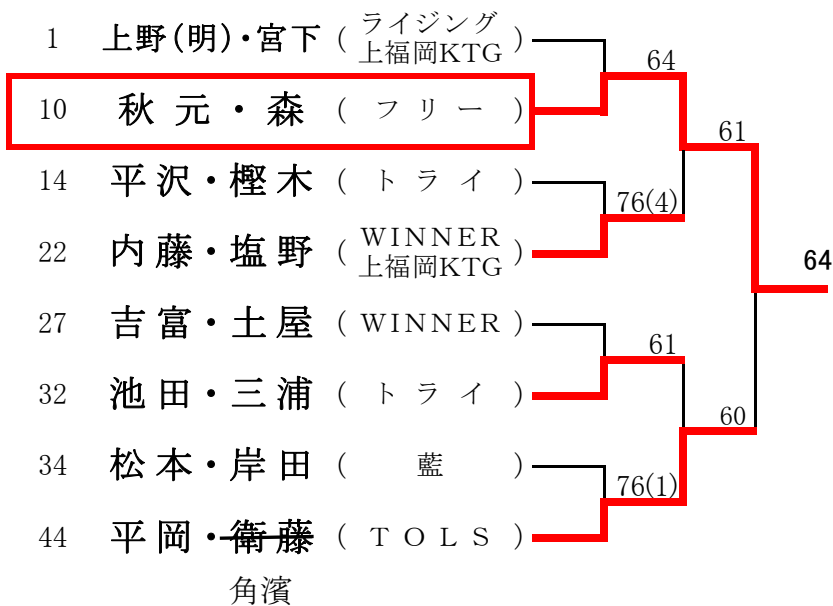 1 上野(明)・宮下 ( ライジング 上福岡KTG )
64
10 秋元・森 ( フリー )
61
14 平沢・樫木 ( トライ )
76(4)
22 内藤・塩野 ( WINNER 上福岡KTG )
64
27 吉富・土屋 ( WINNER )
61
32 池田・三浦 ( トライ )
60
34 松本・岸田 ( 藍 )
76(1)
44 平岡・衛藤 ( TOLS )
角濱